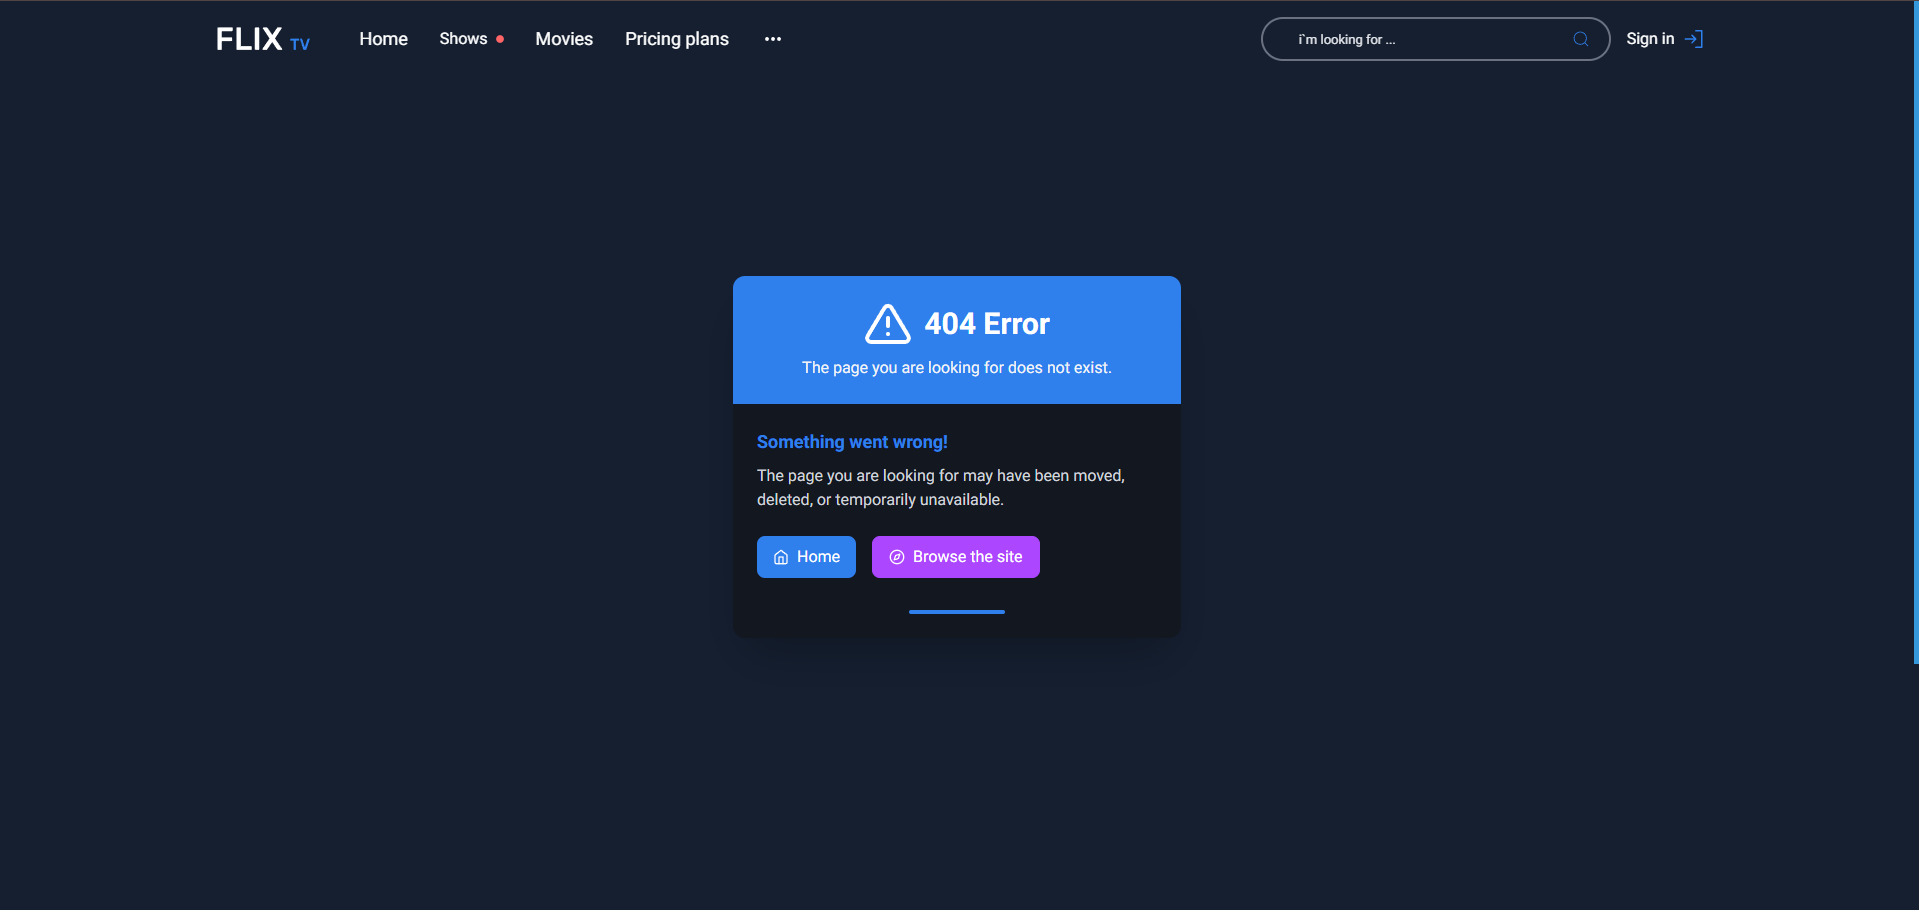 FLIX TV Home Shows Movies Pricing plans ••• i`m looking for ... Sign in
404 Error
The page you are looking for does not exist.
Something went wrong!
The page you are looking for may have been moved,
deleted, or temporarily unavailable.
Home Browse the site